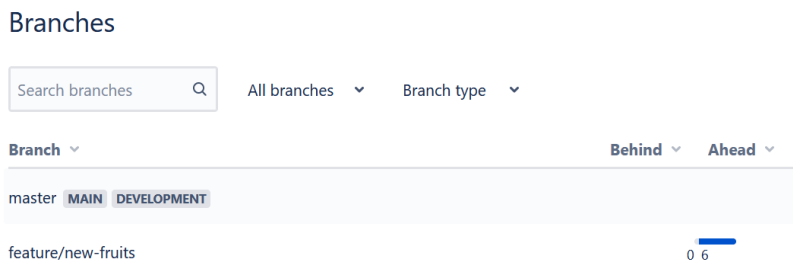 Branches
Search branches All branches Branch type
Branch Behind Ahead
master MAIN DEVELOPMENT
feature/new-fruits 0 6